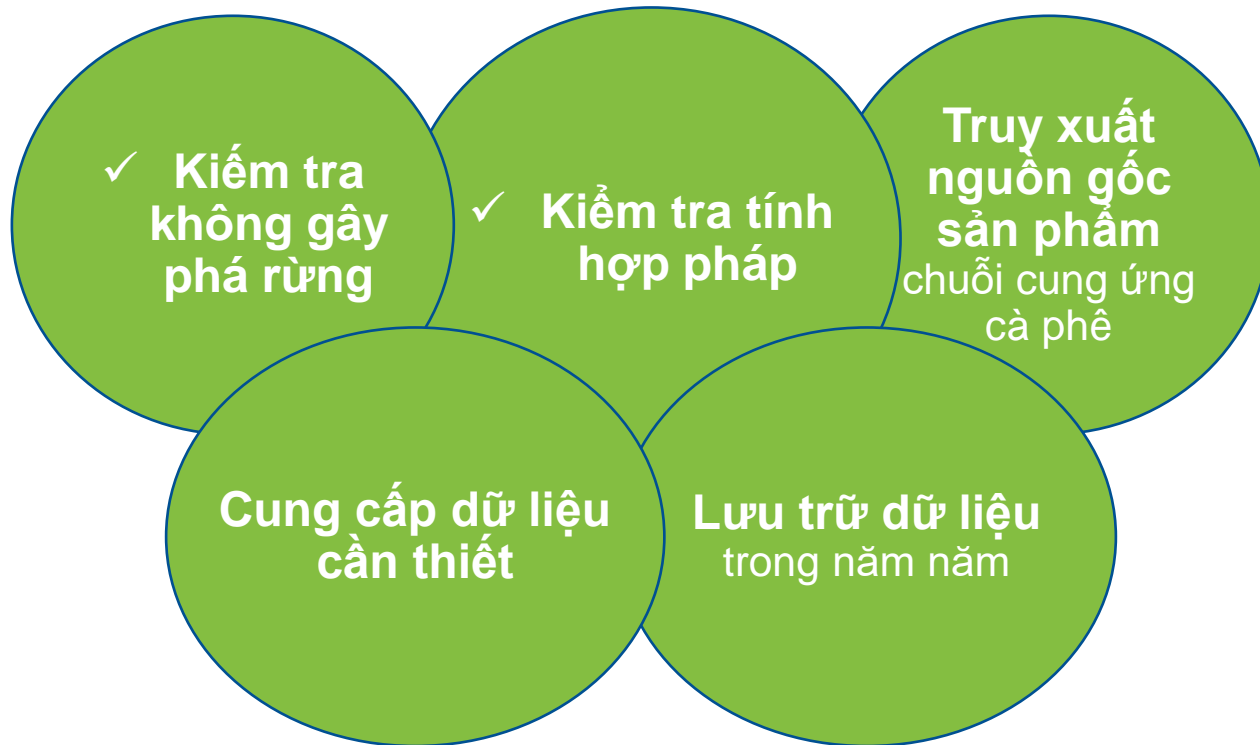 ✓ Kiếm tra
không gây
phá rừng
✓ Kiểm tra tính
hợp pháp
Truy xuất
nguồn gốc
sản phẩm
chuỗi cung ứng
cà phê
Cung cấp dữ liệu
cần thiết
Lưu trữ dữ liệu
trong năm năm